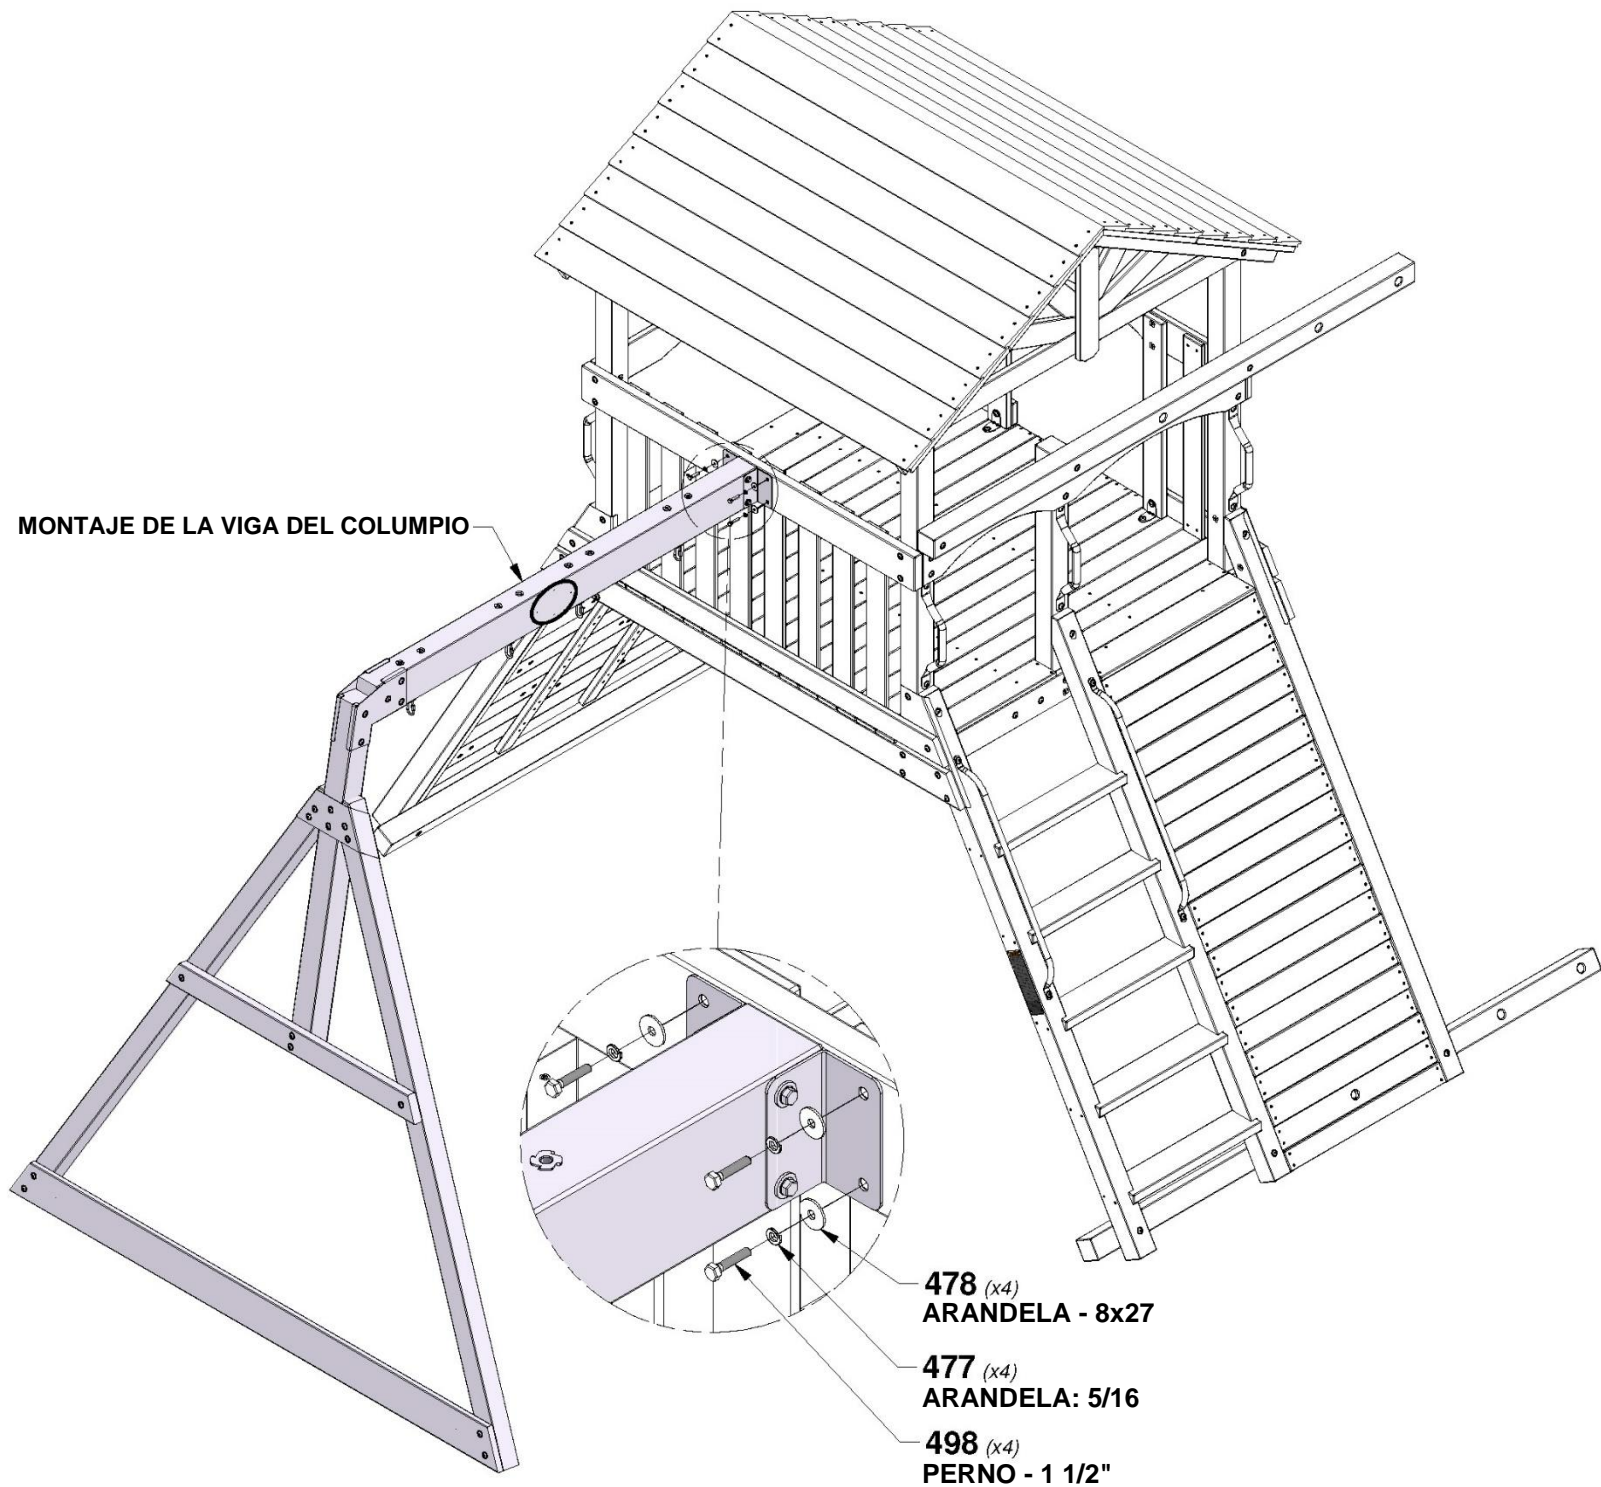 MONTAJE DE LA VIGA DEL COLUMPIO
478 (x4)
ARANDELA - 8x27
477 (x4)
ARANDELA: 5/16
498 (x4)
PERNO - 1 1/2"